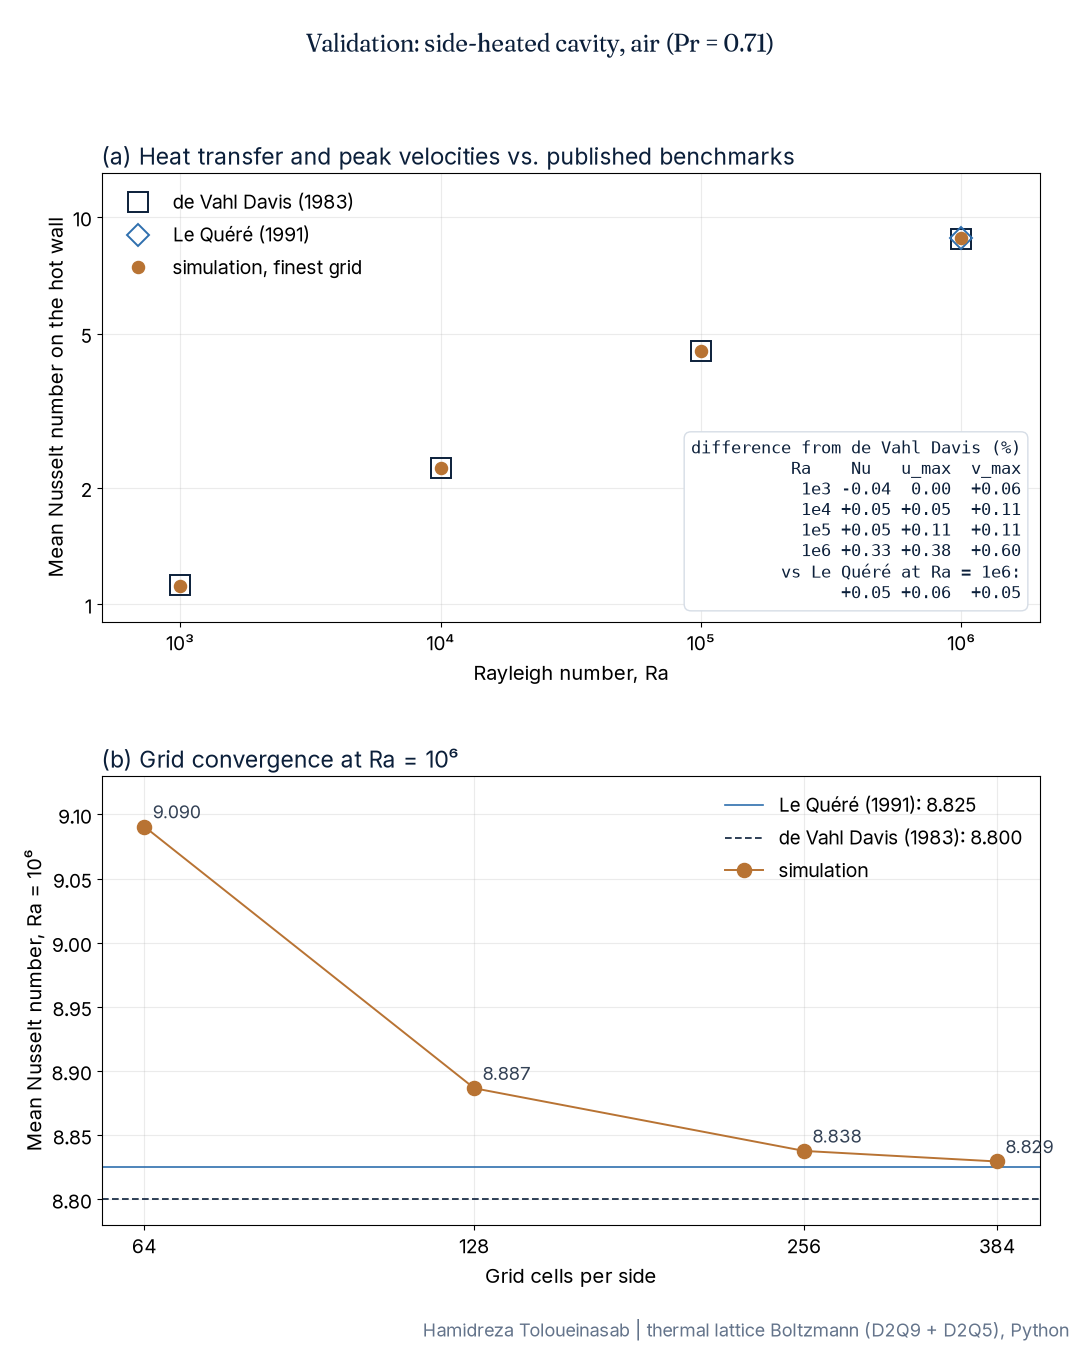 Validation: side-heated cavity, air (Pr = 0.71)
(a) Heat transfer and peak velocities vs. published benchmarks
de Vahl Davis (1983)
Le Quéré (1991)
simulation, finest grid
Mean Nusselt number on the hot wall
10
5
2
1
difference from de Vahl Davis (%)
Ra Nu u_max v_max
1e3 -0.04 0.00 +0.06
1e4 +0.05 +0.05 +0.11
1e5 +0.05 +0.11 +0.11
1e6 +0.33 +0.38 +0.60
vs Le Quéré at Ra = 1e6:
+0.05 +0.06 +0.05
10³ 10⁴ 10⁵ 10⁶
Rayleigh number, Ra
(b) Grid convergence at Ra = 10⁶
Le Quéré (1991): 8.825
de Vahl Davis (1983): 8.800
simulation
Mean Nusselt number, Ra = 10⁶
9.10
9.05
9.00
8.95
8.90
8.85
8.80
9.090
8.887
8.838
8.829
64 128 256 384
Grid cells per side
Hamidreza Toloueinasab | thermal lattice Boltzmann (D2Q9 + D2Q5), Python